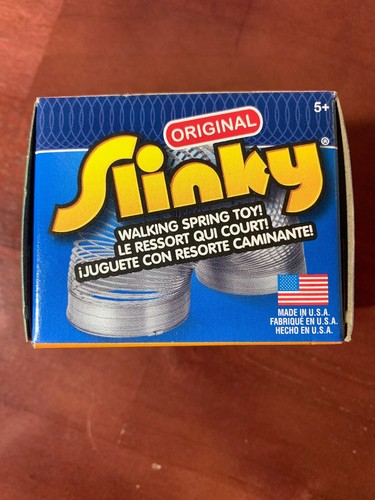 5+
ORIGINAL
Slinky®
WALKING SPRING TOY!
LE RESSORT QUI COURT!
¡JUGUETE CON RESORTE CAMINANTE!
MADE IN U.S.A.
FABRIQUÉ EN U.S.A.
HECHO EN U.S.A.